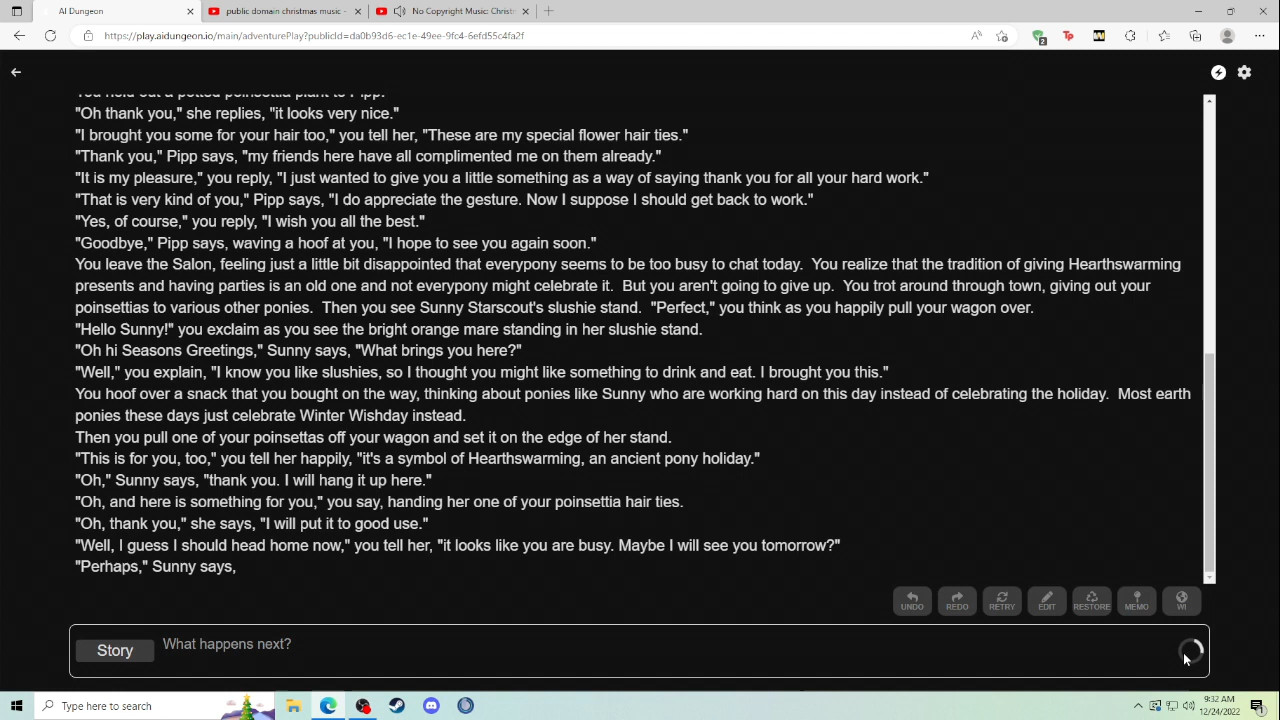 AI Dungeon
public domain christmas music -
No Copyright Music: Christm
https://play.aidungeon.io/main/adventurePlay?publicId=da0b93d6-ec1e-49ee-9fc4-6efd55c4fa2f
You hold out a potted poinsettia plant to Pipp.
"Oh thank you," she replies, "it looks very nice."
"I brought you some for your hair too," you tell her, "These are my special flower hair ties."
"Thank you," Pipp says, "my friends here have all complimented me on them already."
"It is my pleasure," you reply, "I just wanted to give you a little something as a way of saying thank you for all your hard work."
"That is very kind of you," Pipp says, "I do appreciate the gesture. Now I suppose I should get back to work."
"Yes, of course," you reply, "I wish you all the best."
"Goodbye," Pipp says, waving a hoof at you, "I hope to see you again soon."
You leave the Salon, feeling just a little bit disappointed that everypony seems to be too busy to chat today.  You realize that the tradition of giving Hearthswarming
presents and having parties is an old one and not everypony might celebrate it.  But you aren't going to give up.  You trot around through town, giving out your
poinsettias to various other ponies.  Then you see Sunny Starscout's slushie stand.  "Perfect," you think as you happily pull your wagon over.
"Hello Sunny!" you exclaim as you see the bright orange mare standing in her slushie stand.
"Oh hi Seasons Greetings," Sunny says, "What brings you here?"
"Well," you explain, "I know you like slushies, so I thought you might like something to drink and eat. I brought you this."
You hoof over a snack that you bought on the way, thinking about ponies like Sunny who are working hard on this day instead of celebrating the holiday.  Most earth
ponies these days just celebrate Winter Wishday instead.
Then you pull one of your poinsettas off your wagon and set it on the edge of her stand.
"This is for you, too," you tell her happily, "it's a symbol of Hearthswarming, an ancient pony holiday."
"Oh," Sunny says, "thank you. I will hang it up here."
"Oh, and here is something for you," you say, handing her one of your poinsettia hair ties.
"Oh, thank you," she says, "I will put it to good use."
"Well, I guess I should head home now," you tell her, "it looks like you are busy. Maybe I will see you tomorrow?"
"Perhaps," Sunny says,
UNDO REDO RETRY EDIT RESTORE MEMO WI
Story What happens next?
Type here to search
9:32 AM
12/24/2022